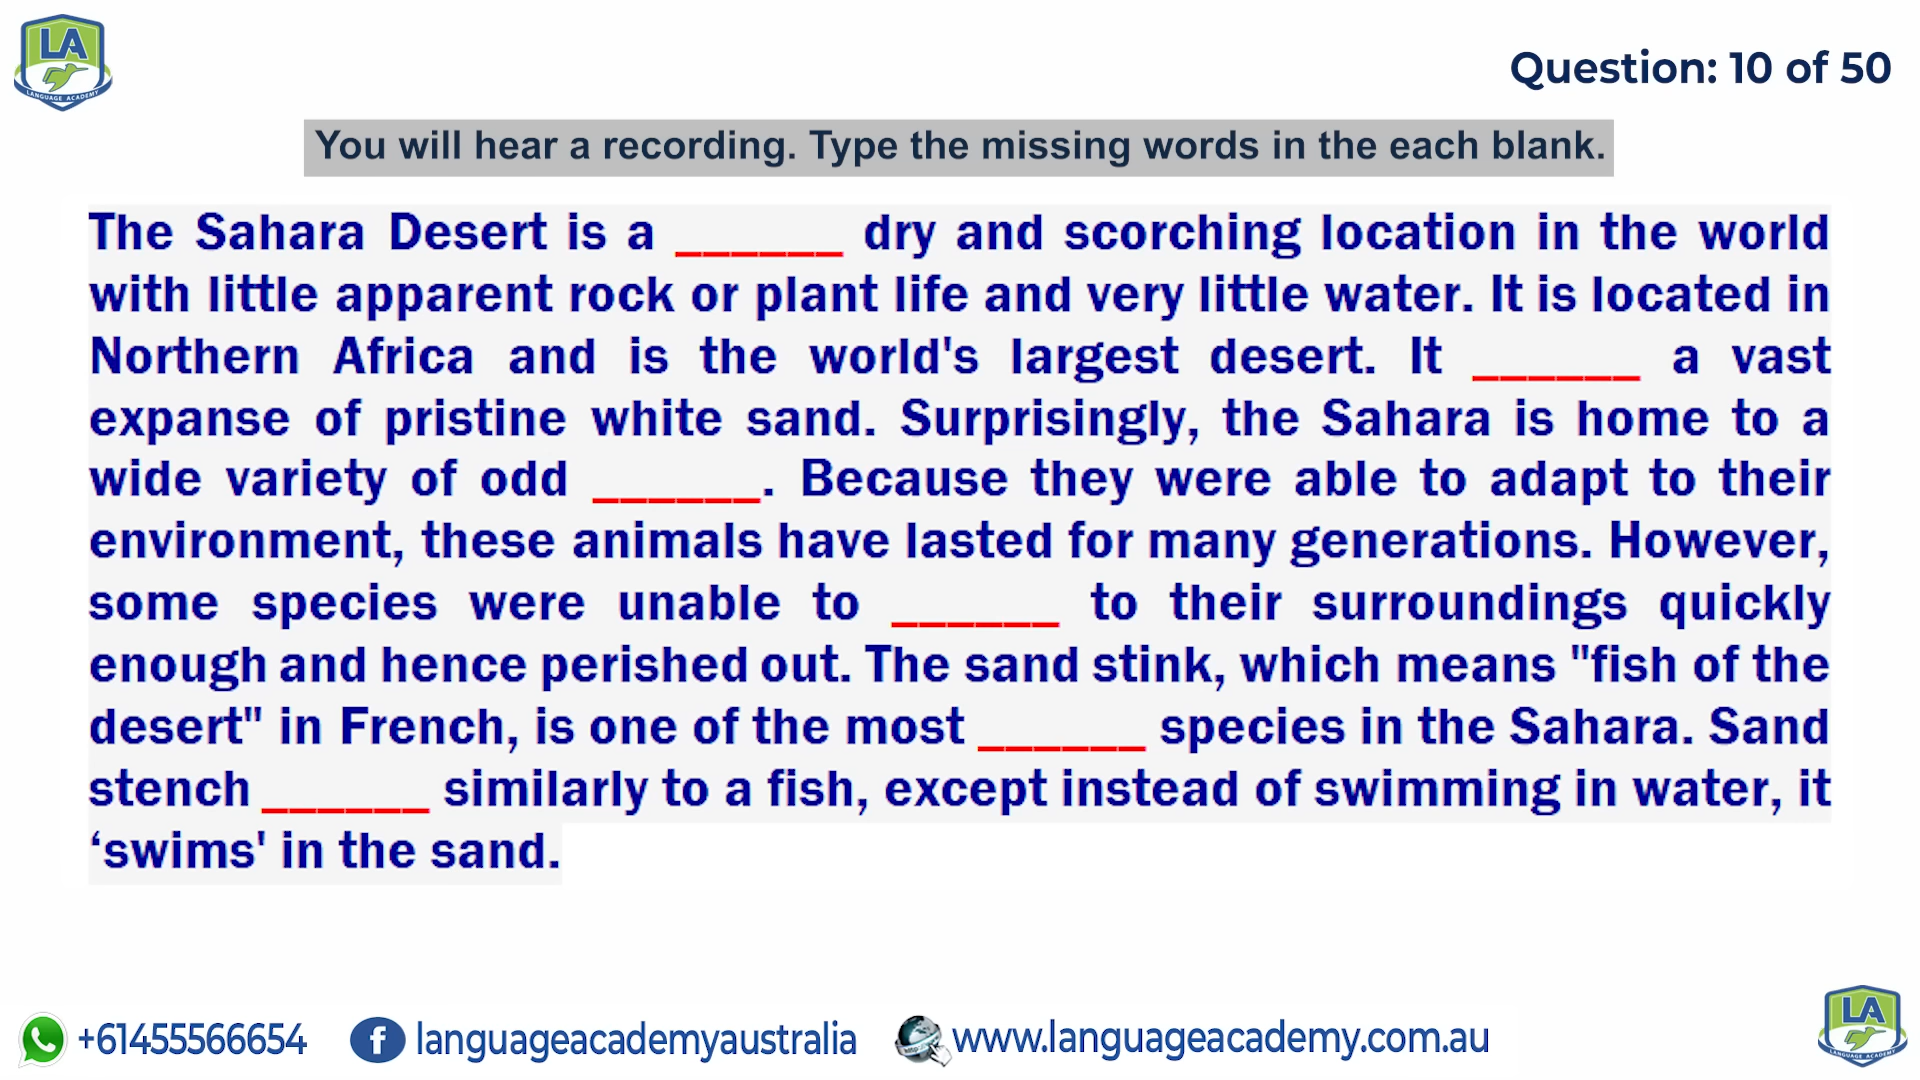 LA
LANGUAGE ACADEMY
Question: 10 of 50
You will hear a recording. Type the missing words in the each blank.
The Sahara Desert is a ______ dry and scorching location in the world
with little apparent rock or plant life and very little water. It is located in
Northern Africa and is the world's largest desert. It ______ a vast
expanse of pristine white sand. Surprisingly, the Sahara is home to a
wide variety of odd ______. Because they were able to adapt to their
environment, these animals have lasted for many generations. However,
some species were unable to ______ to their surroundings quickly
enough and hence perished out. The sand stink, which means "fish of the
desert" in French, is one of the most ______ species in the Sahara. Sand
stench ______ similarly to a fish, except instead of swimming in water, it
‘swims' in the sand.
+61455566654
f languageacademyaustralia
http:// www.languageacademy.com.au
LA
LANGUAGE ACADEMY